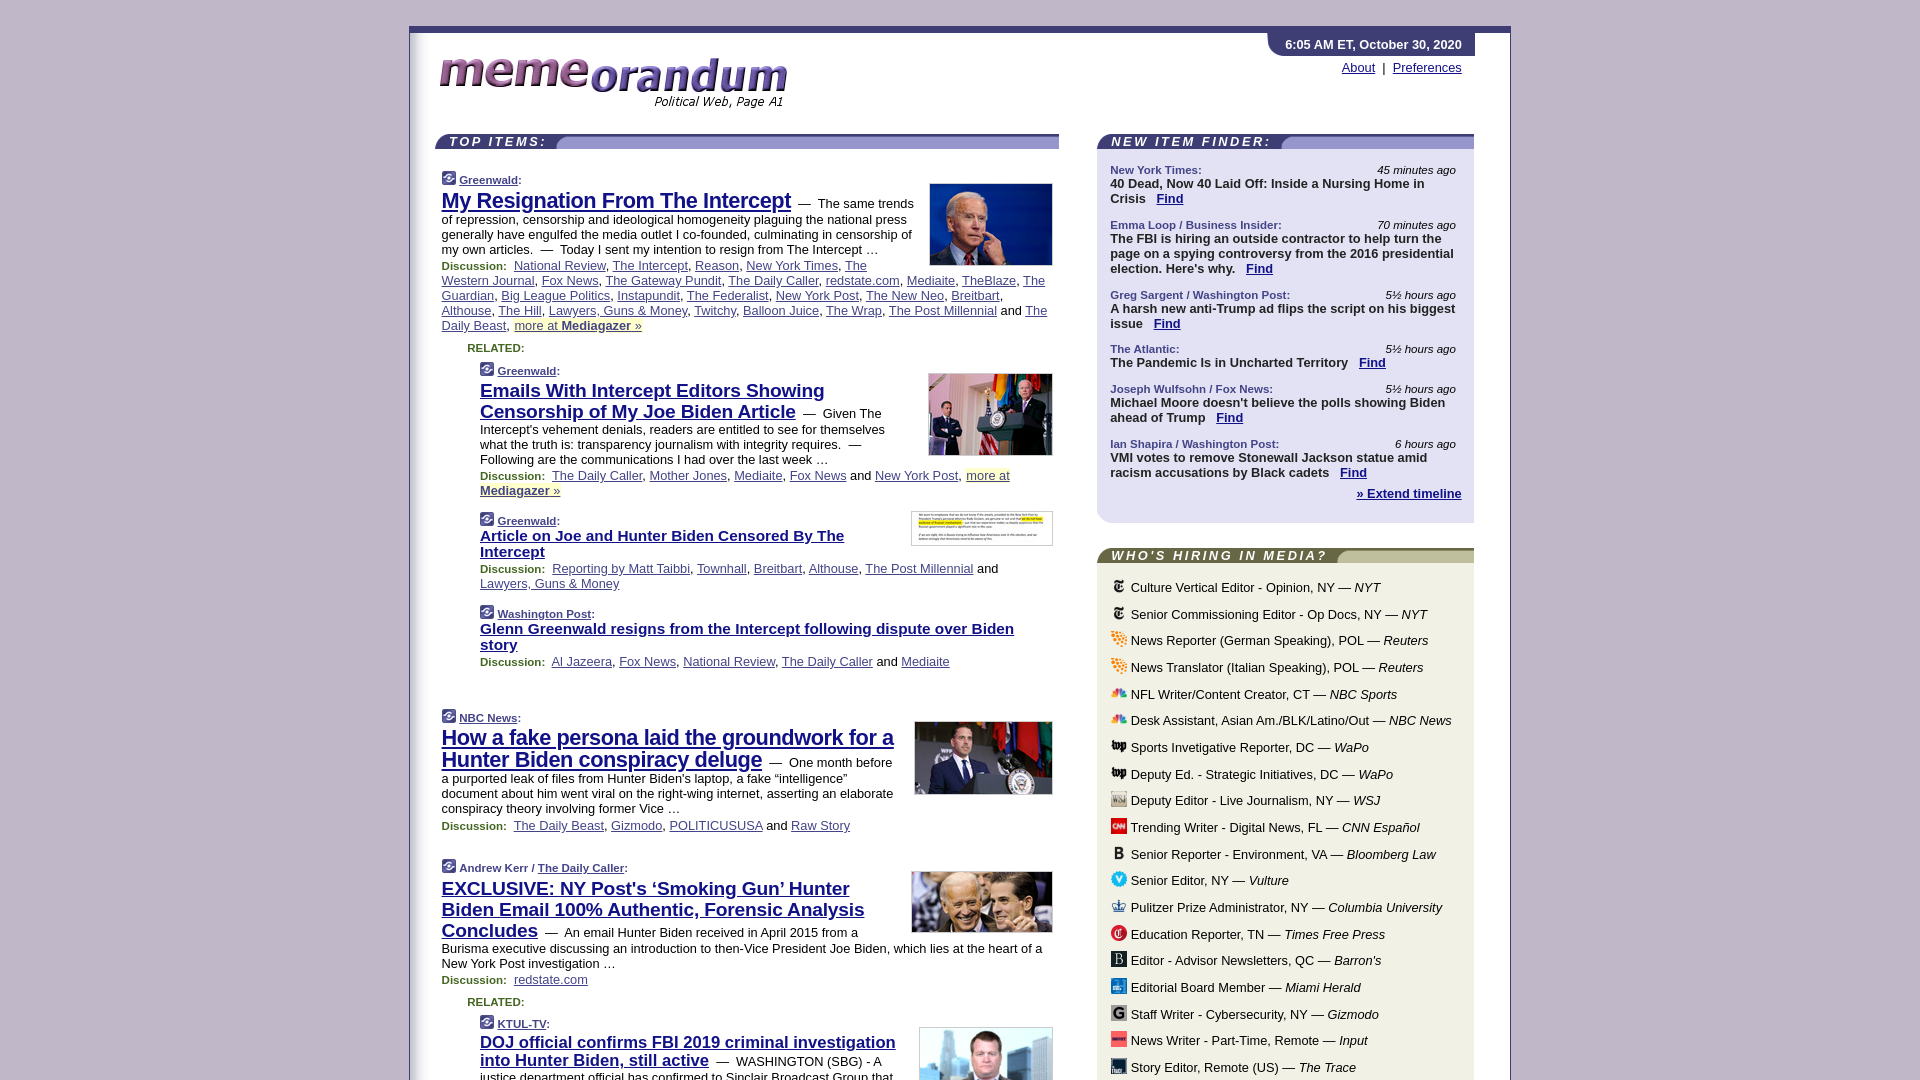 6:05 AM ET, October 30, 2020
About | Preferences
memeorandum
Political Web, Page A1
TOP ITEMS:
Greenwald:
My Resignation From The Intercept — The same trends
of repression, censorship and ideological homogeneity plaguing the national press
generally have engulfed the media outlet I co-founded, culminating in censorship of
my own articles. — Today I sent my intention to resign from The Intercept …
Discussion: National Review, The Intercept, Reason, New York Times, The
Western Journal, Fox News, The Gateway Pundit, The Daily Caller, redstate.com, Mediaite, TheBlaze, The
Guardian, Big League Politics, Instapundit, The Federalist, New York Post, The New Neo, Breitbart,
Althouse, The Hill, Lawyers, Guns & Money, Twitchy, Balloon Juice, The Wrap, The Post Millennial and The
Daily Beast, more at Mediagazer »
RELATED:
Greenwald:
Emails With Intercept Editors Showing
Censorship of My Joe Biden Article — Given The
Intercept's vehement denials, readers are entitled to see for themselves
what the truth is: transparency journalism with integrity requires. —
Following are the communications I had over the last week …
Discussion: The Daily Caller, Mother Jones, Mediaite, Fox News and New York Post, more at
Mediagazer »
Greenwald:
Article on Joe and Hunter Biden Censored By The
Intercept
Discussion: Reporting by Matt Taibbi, Townhall, Breitbart, Althouse, The Post Millennial and
Lawyers, Guns & Money
Washington Post:
Glenn Greenwald resigns from the Intercept following dispute over Biden
story
Discussion: Al Jazeera, Fox News, National Review, The Daily Caller and Mediaite
NBC News:
How a fake persona laid the groundwork for a
Hunter Biden conspiracy deluge — One month before
a purported leak of files from Hunter Biden's laptop, a fake “intelligence”
document about him went viral on the right-wing internet, asserting an elaborate
conspiracy theory involving former Vice …
Discussion: The Daily Beast, Gizmodo, POLITICUSUSA and Raw Story
Andrew Kerr / The Daily Caller:
EXCLUSIVE: NY Post's ‘Smoking Gun’ Hunter
Biden Email 100% Authentic, Forensic Analysis
Concludes — An email Hunter Biden received in April 2015 from a
Burisma executive discussing an introduction to then-Vice President Joe Biden, which lies at the heart of a
New York Post investigation …
Discussion: redstate.com
RELATED:
KTUL-TV:
DOJ official confirms FBI 2019 criminal investigation
into Hunter Biden, still active — WASHINGTON (SBG) - A
justice department official has confirmed to Sinclair Broadcast Group that
NEW ITEM FINDER:
New York Times: 45 minutes ago
40 Dead, Now 40 Laid Off: Inside a Nursing Home in
Crisis Find
Emma Loop / Business Insider: 70 minutes ago
The FBI is hiring an outside contractor to help turn the
page on a spying controversy from the 2016 presidential
election. Here's why. Find
Greg Sargent / Washington Post: 5½ hours ago
A harsh new anti-Trump ad flips the script on his biggest
issue Find
The Atlantic: 5½ hours ago
The Pandemic Is in Uncharted Territory Find
Joseph Wulfsohn / Fox News: 5½ hours ago
Michael Moore doesn't believe the polls showing Biden
ahead of Trump Find
Ian Shapira / Washington Post: 6 hours ago
VMI votes to remove Stonewall Jackson statue amid
racism accusations by Black cadets Find
» Extend timeline
WHO'S HIRING IN MEDIA?
Culture Vertical Editor - Opinion, NY — NYT
Senior Commissioning Editor - Op Docs, NY — NYT
News Reporter (German Speaking), POL — Reuters
News Translator (Italian Speaking), POL — Reuters
NFL Writer/Content Creator, CT — NBC Sports
Desk Assistant, Asian Am./BLK/Latino/Out — NBC News
Sports Invetigative Reporter, DC — WaPo
Deputy Ed. - Strategic Initiatives, DC — WaPo
Deputy Editor - Live Journalism, NY — WSJ
Trending Writer - Digital News, FL — CNN Español
Senior Reporter - Environment, VA — Bloomberg Law
Senior Editor, NY — Vulture
Pulitzer Prize Administrator, NY — Columbia University
Education Reporter, TN — Times Free Press
Editor - Advisor Newsletters, QC — Barron's
Editorial Board Member — Miami Herald
Staff Writer - Cybersecurity, NY — Gizmodo
News Writer - Part-Time, Remote — Input
Story Editor, Remote (US) — The Trace